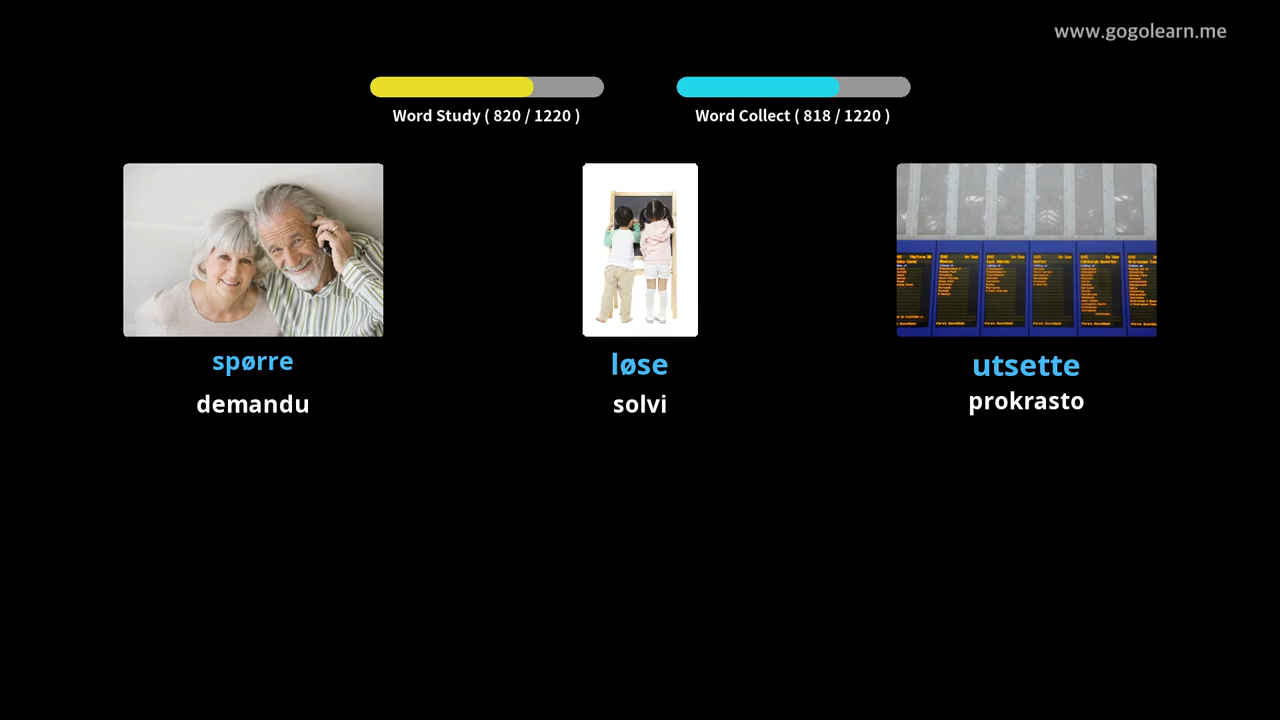 www.gogolearn.me
Word Study ( 820 / 1220 )
Word Collect ( 818 / 1220 )
spørre
løse
utsette
demandu
solvi
prokrasto